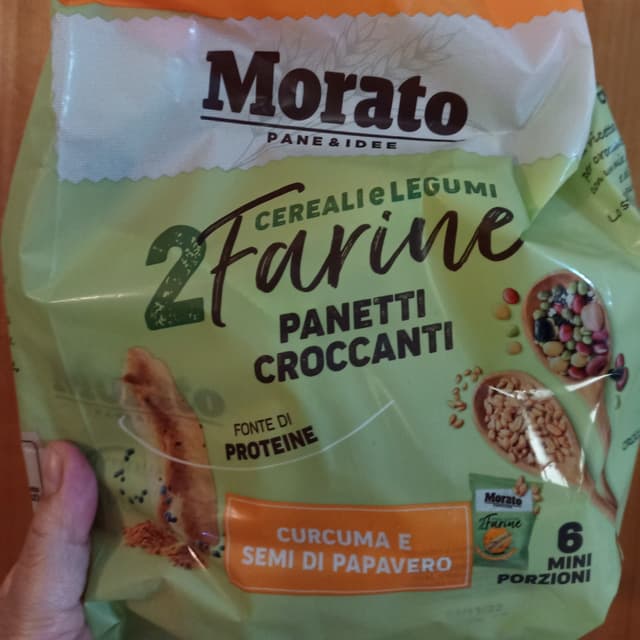 Morato
PANE & IDEE
CEREALI e LEGUMI
2 Farine
PANETTI
CROCCANTI
FONTE DI
PROTEINE
CURCUMA E
SEMI DI PAPAVERO
Morato
2Farine
6
MINI
PORZIONI